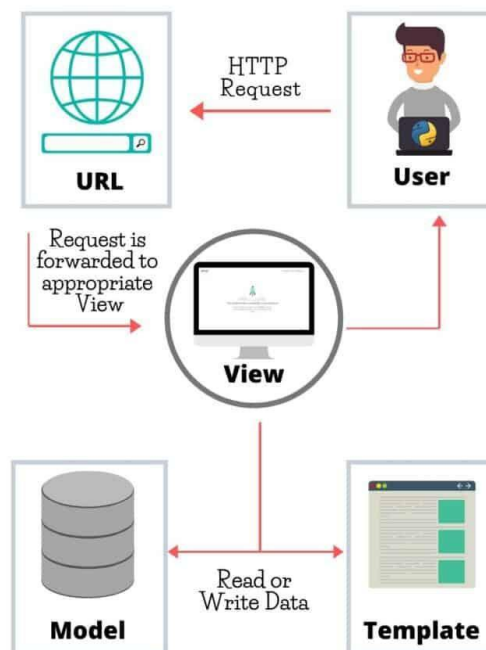 HTTP
Request
URL
User
Request is
forwarded to
appropriate
View
View
Read or
Write Data
Model
Template